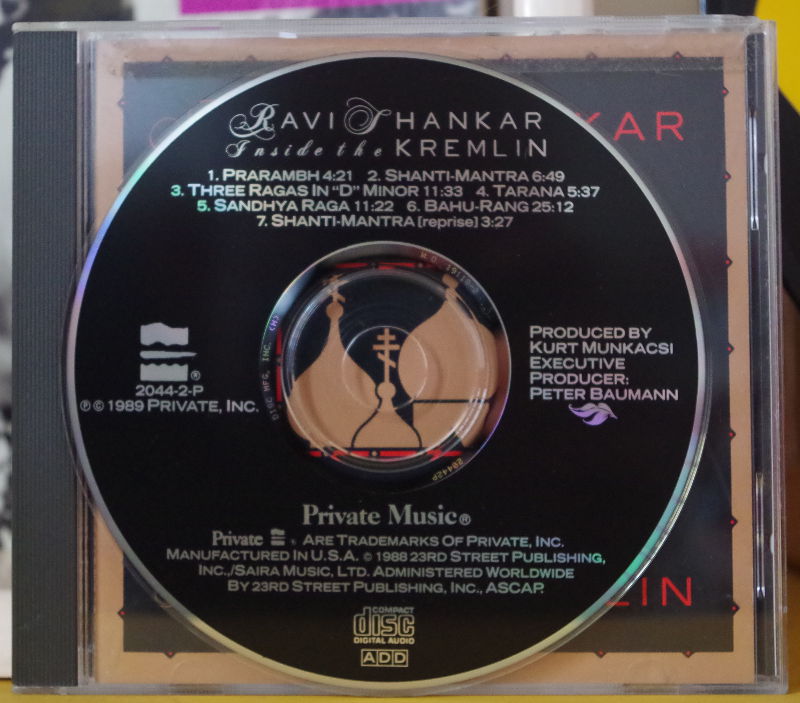 RAVI SHANKAR
Inside the KREMLIN
1. PRARAMBH 4:21 2. SHANTI-MANTRA 6:49
3. THREE RAGAS IN "D" MINOR 11:33 4. TARANA 5:37
5. SANDHYA RAGA 11:22 6. BAHU-RANG 25:12
7. SHANTI-MANTRA [reprise] 3:27
KAR
®
2044-2-P
℗ © 1989 PRIVATE, INC.
PRODUCED BY
KURT MUNKACSI
EXECUTIVE
PRODUCER:
PETER BAUMANN
DISC MFG, INC. (H)
20442P
Private Music®
Private ® ARE TRADEMARKS OF PRIVATE, INC.
MANUFACTURED IN U.S.A. © 1988 23RD STREET PUBLISHING,
INC./SAIRA MUSIC, LTD. ADMINISTERED WORLDWIDE
BY 23RD STREET PUBLISHING, INC., ASCAP.
LIN
COMPACT
disc
DIGITAL AUDIO
ADD